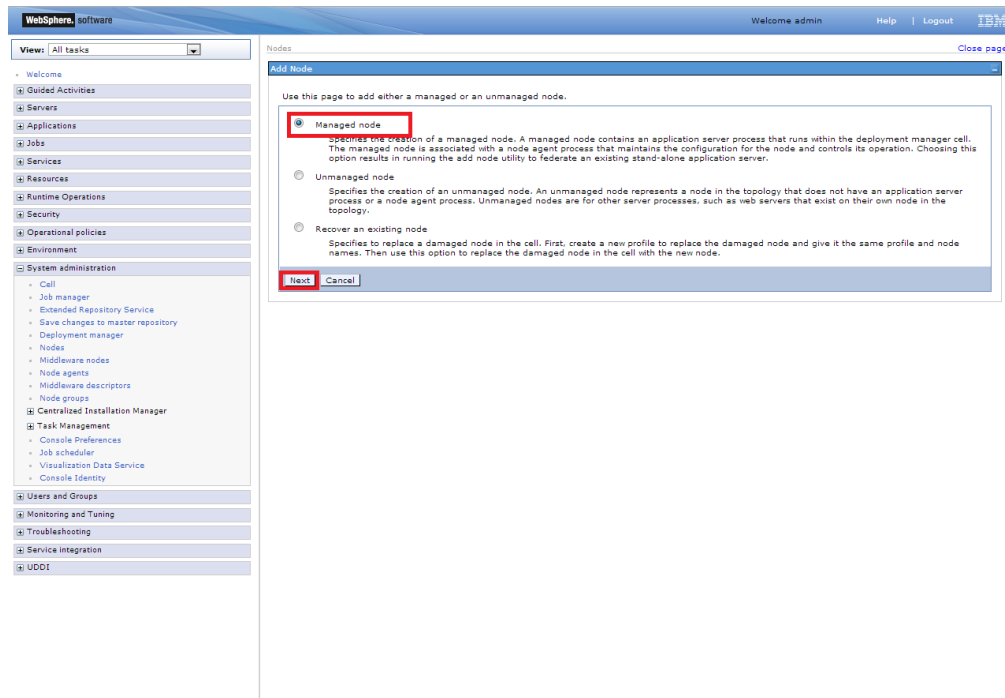 WebSphere. software
Welcome admin
Help | Logout
IBM
View: All tasks
Welcome
Guided Activities
Servers
Applications
Jobs
Services
Resources
Runtime Operations
Security
Operational policies
Environment
System administration
Cell
Job manager
Extended Repository Service
Save changes to master repository
Deployment manager
Nodes
Middleware nodes
Node agents
Middleware descriptors
Node groups
Centralized Installation Manager
Task Management
Console Preferences
Job scheduler
Visualization Data Service
Console Identity
Users and Groups
Monitoring and Tuning
Troubleshooting
Service integration
UDDI
Nodes
Close page
Add Node
Use this page to add either a managed or an unmanaged node.
Managed node
Specifies the creation of a managed node. A managed node contains an application server process that runs within the deployment manager cell.
The managed node is associated with a node agent process that maintains the configuration for the node and controls its operation. Choosing this
option results in running the add node utility to federate an existing stand-alone application server.
Unmanaged node
Specifies the creation of an unmanaged node. An unmanaged node represents a node in the topology that does not have an application server
process or a node agent process. Unmanaged nodes are for other server processes, such as web servers that exist on their own node in the
topology.
Recover an existing node
Specifies to replace a damaged node in the cell. First, create a new profile to replace the damaged node and give it the same profile and node
names. Then use this option to replace the damaged node in the cell with the new node.
Next Cancel